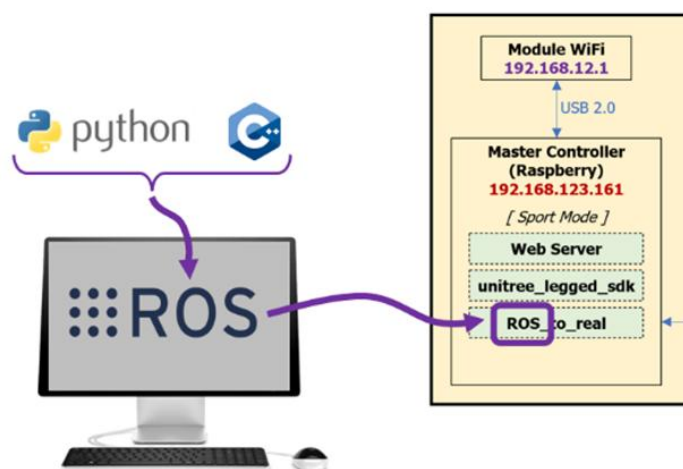 python
C++
ROS
Module WiFi
192.168.12.1
USB 2.0
Master Controller
(Raspberry)
192.168.123.161
[ Sport Mode ]
Web Server
unitree_legged_sdk
ROS_to_real